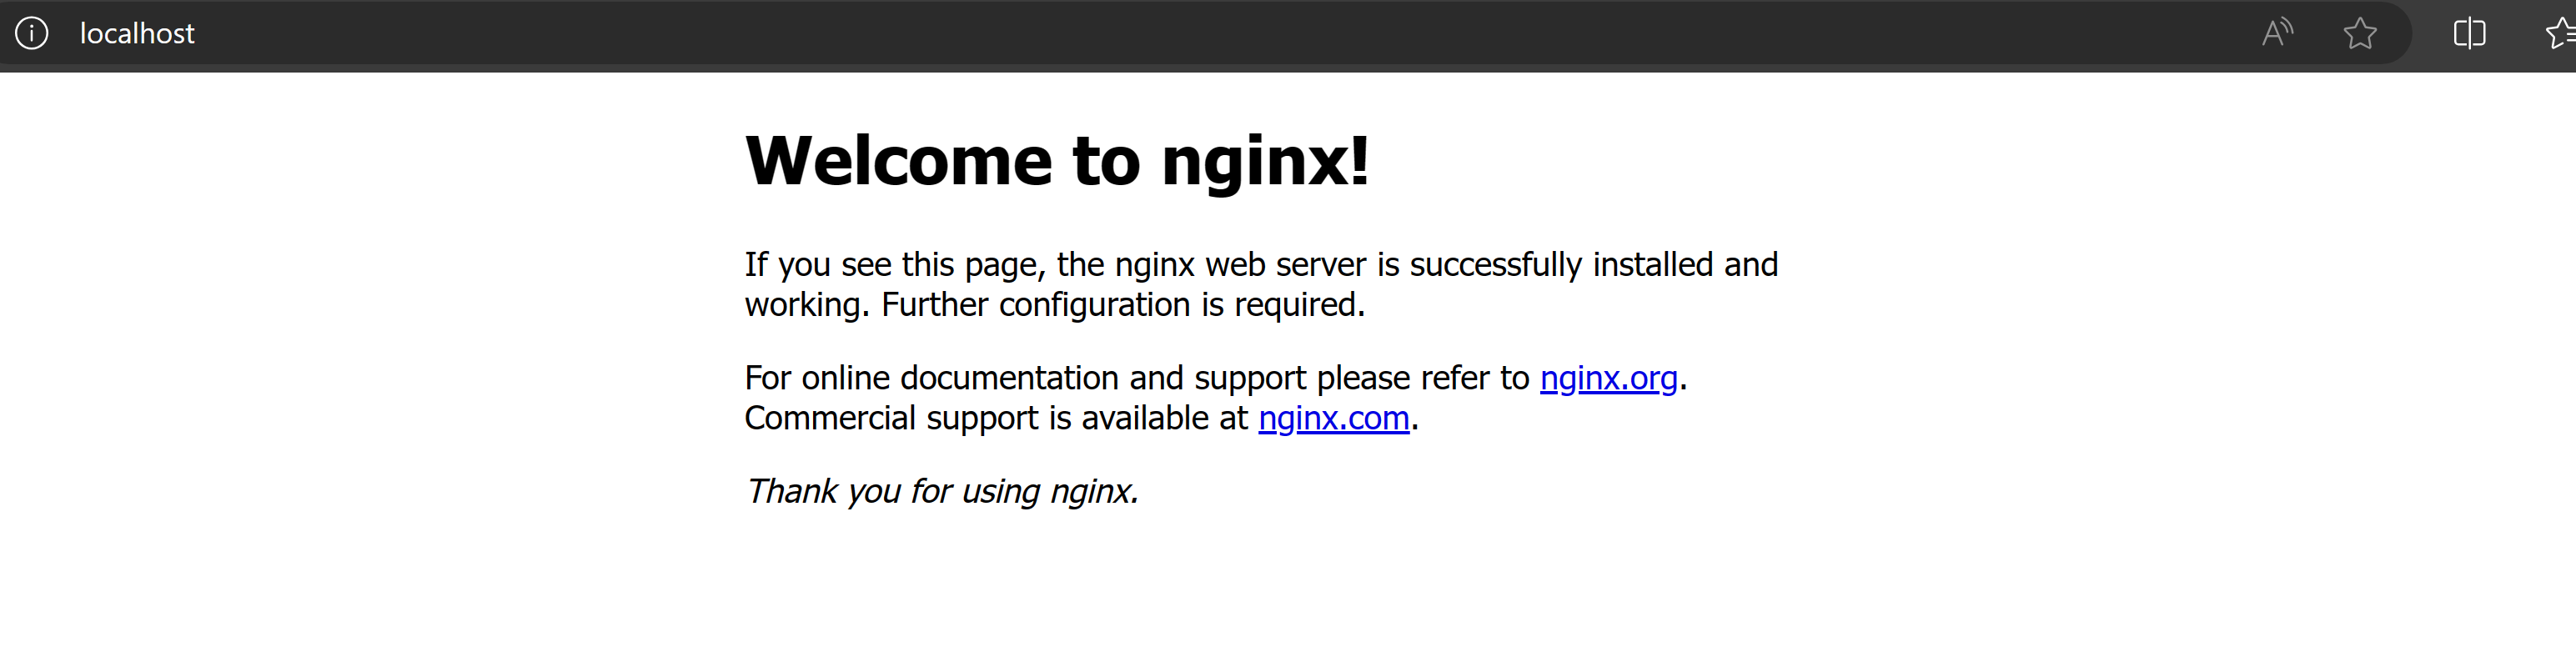 localhost
Welcome to nginx!
If you see this page, the nginx web server is successfully installed and
working. Further configuration is required.
For online documentation and support please refer to nginx.org.
Commercial support is available at nginx.com.
Thank you for using nginx.